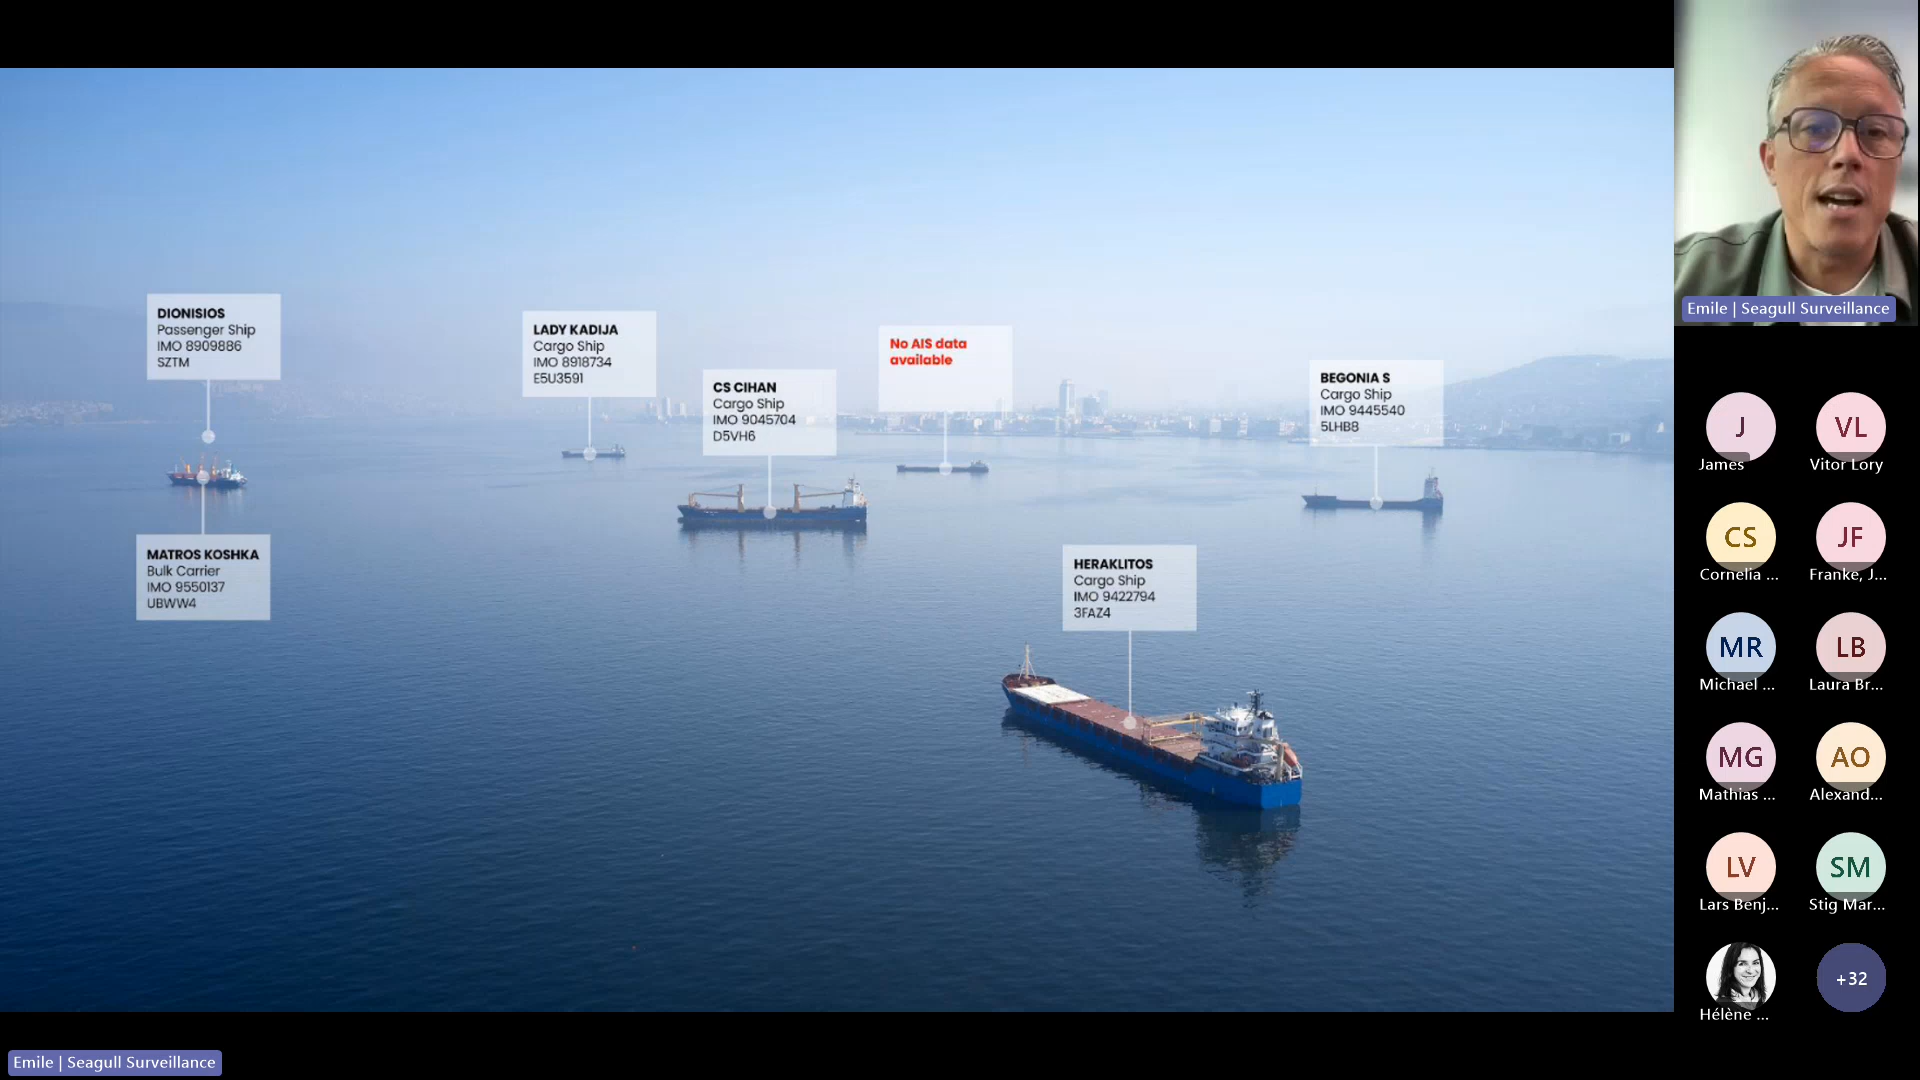 DIONISIOS
Passenger Ship
IMO 8909886
SZTM
LADY KADIJA
Cargo Ship
IMO 8918734
E5U3591
CS CIHAN
Cargo Ship
IMO 9045704
D5VH6
No AIS data
available
BEGONIA S
Cargo Ship
IMO 9445540
5LHB8
MATROS KOSHKA
Bulk Carrier
IMO 9550137
UBWW4
HERAKLITOS
Cargo Ship
IMO 9422794
3FAZ4
Emile | Seagull Surveillance
J
James
VL
Vitor Lory
CS
Cornelia ...
JF
Franke, J...
MR
Michael ...
LB
Laura Br...
MG
Mathias ...
AO
Alexand...
LV
Lars Benj...
SM
Stig Mar...
Hélène ...
+32
Emile | Seagull Surveillance